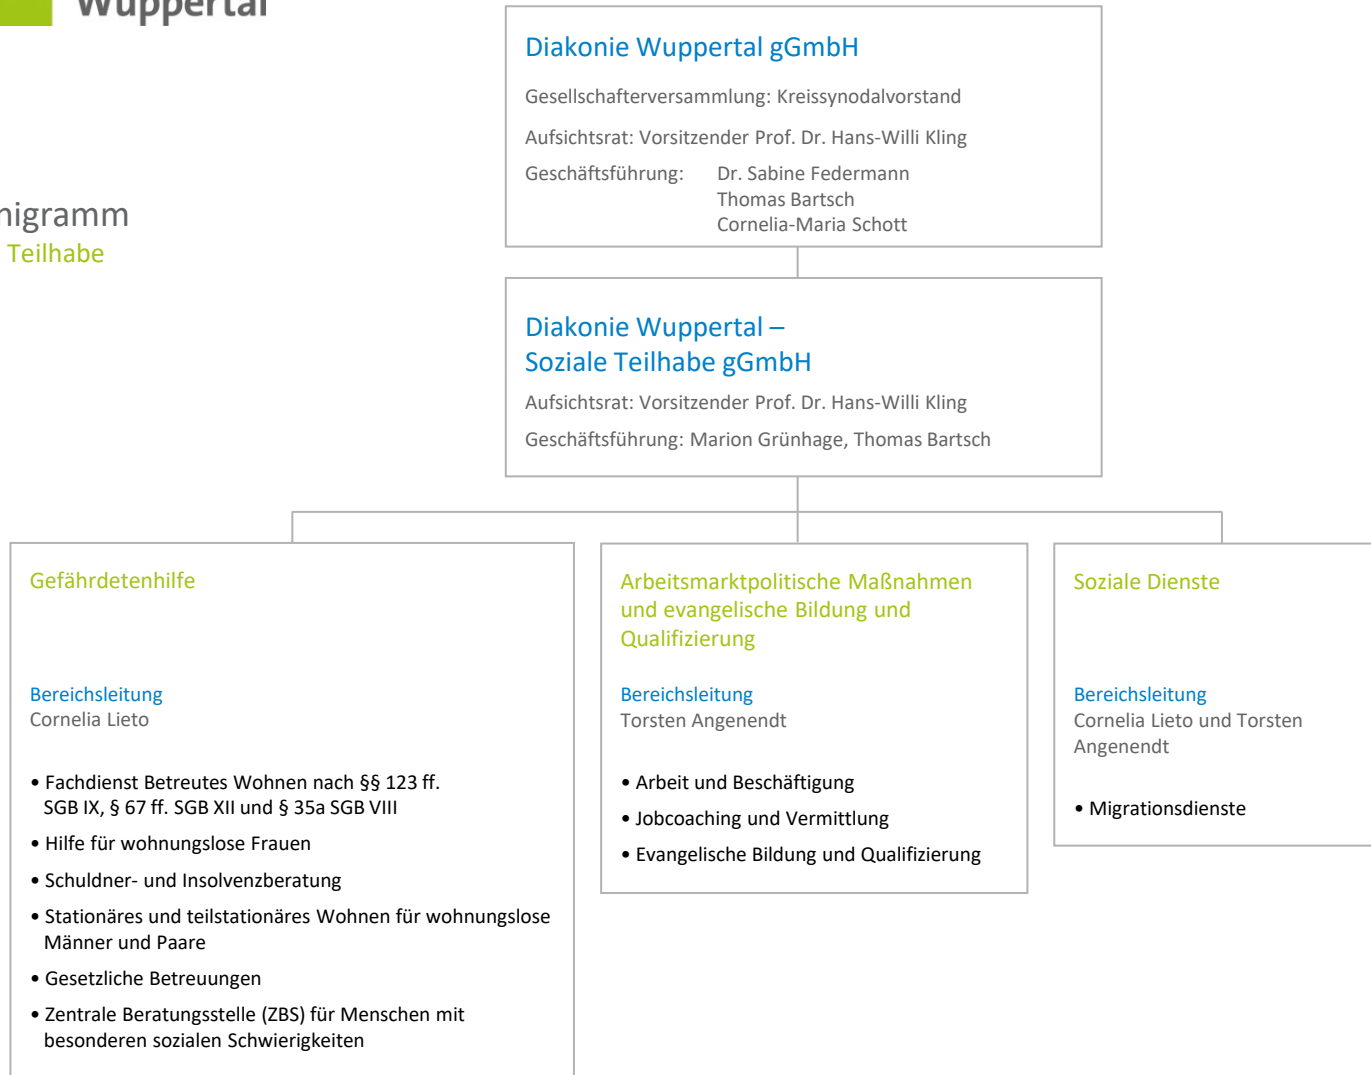 Wuppertal
Diakonie Wuppertal gGmbH
Gesellschafterversammlung: Kreissynodalvorstand
Aufsichtsrat: Vorsitzender Prof. Dr. Hans-Willi Kling
Geschäftsführung: Dr. Sabine Federmann
Thomas Bartsch
Cornelia-Maria Schott
nigramm
Teilhabe
Diakonie Wuppertal –
Soziale Teilhabe gGmbH
Aufsichtsrat: Vorsitzender Prof. Dr. Hans-Willi Kling
Geschäftsführung: Marion Grünhage, Thomas Bartsch
Gefährdetenhilfe
Bereichsleitung
Cornelia Lieto
• Fachdienst Betreutes Wohnen nach §§ 123 ff.
SGB IX, § 67 ff. SGB XII und § 35a SGB VIII
• Hilfe für wohnungslose Frauen
• Schuldner- und Insolvenzberatung
• Stationäres und teilstationäres Wohnen für wohnungslose
Männer und Paare
• Gesetzliche Betreuungen
• Zentrale Beratungsstelle (ZBS) für Menschen mit
besonderen sozialen Schwierigkeiten
Arbeitsmarktpolitische Maßnahmen
und evangelische Bildung und
Qualifizierung
Bereichsleitung
Torsten Angenendt
• Arbeit und Beschäftigung
• Jobcoaching und Vermittlung
• Evangelische Bildung und Qualifizierung
Soziale Dienste
Bereichsleitung
Cornelia Lieto und Torsten
Angenendt
• Migrationsdienste